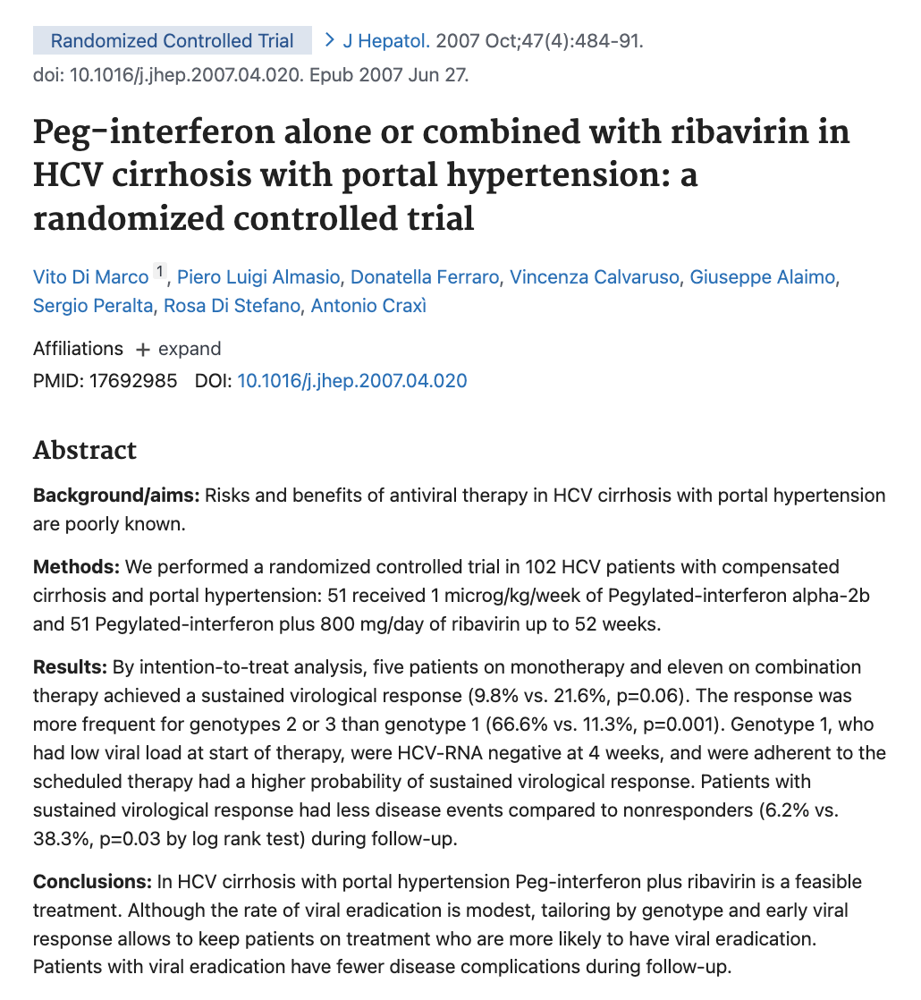 Randomized Controlled Trial > J Hepatol. 2007 Oct;47(4):484-91.
doi: 10.1016/j.jhep.2007.04.020. Epub 2007 Jun 27.
Peg-interferon alone or combined with ribavirin in
HCV cirrhosis with portal hypertension: a
randomized controlled trial
Vito Di Marco 1, Piero Luigi Almasio, Donatella Ferraro, Vincenza Calvaruso, Giuseppe Alaimo,
Sergio Peralta, Rosa Di Stefano, Antonio Craxì
Affiliations + expand
PMID: 17692985 DOI: 10.1016/j.jhep.2007.04.020
Abstract
Background/aims: Risks and benefits of antiviral therapy in HCV cirrhosis with portal hypertension
are poorly known.
Methods: We performed a randomized controlled trial in 102 HCV patients with compensated
cirrhosis and portal hypertension: 51 received 1 microg/kg/week of Pegylated-interferon alpha-2b
and 51 Pegylated-interferon plus 800 mg/day of ribavirin up to 52 weeks.
Results: By intention-to-treat analysis, five patients on monotherapy and eleven on combination
therapy achieved a sustained virological response (9.8% vs. 21.6%, p=0.06). The response was
more frequent for genotypes 2 or 3 than genotype 1 (66.6% vs. 11.3%, p=0.001). Genotype 1, who
had low viral load at start of therapy, were HCV-RNA negative at 4 weeks, and were adherent to the
scheduled therapy had a higher probability of sustained virological response. Patients with
sustained virological response had less disease events compared to nonresponders (6.2% vs.
38.3%, p=0.03 by log rank test) during follow-up.
Conclusions: In HCV cirrhosis with portal hypertension Peg-interferon plus ribavirin is a feasible
treatment. Although the rate of viral eradication is modest, tailoring by genotype and early viral
response allows to keep patients on treatment who are more likely to have viral eradication.
Patients with viral eradication have fewer disease complications during follow-up.